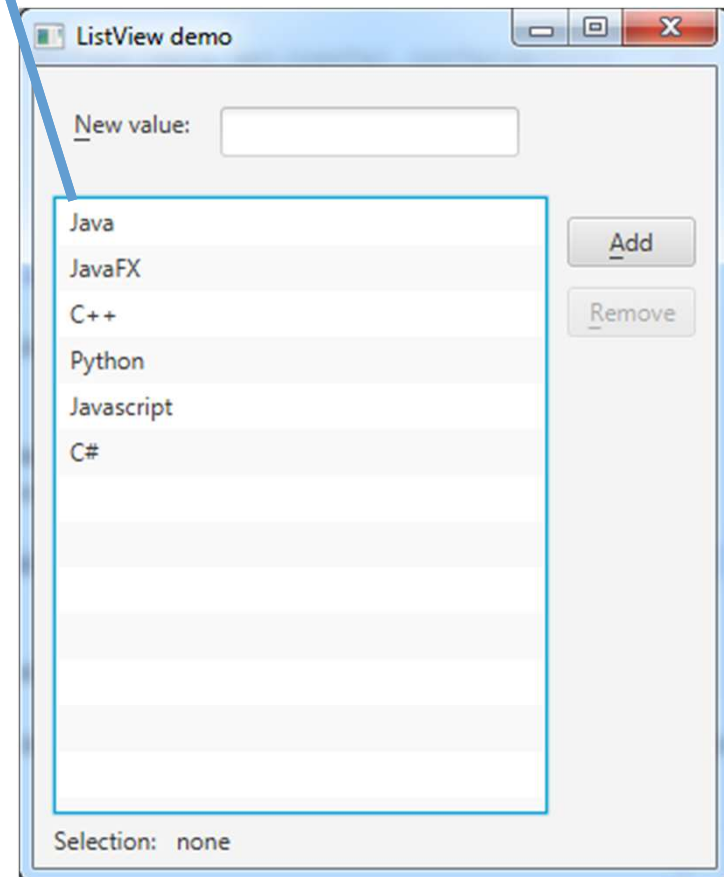 ListView demo
New value:
Java
Add
JavaFX
C++
Remove
Python
Javascript
C#
Selection: none